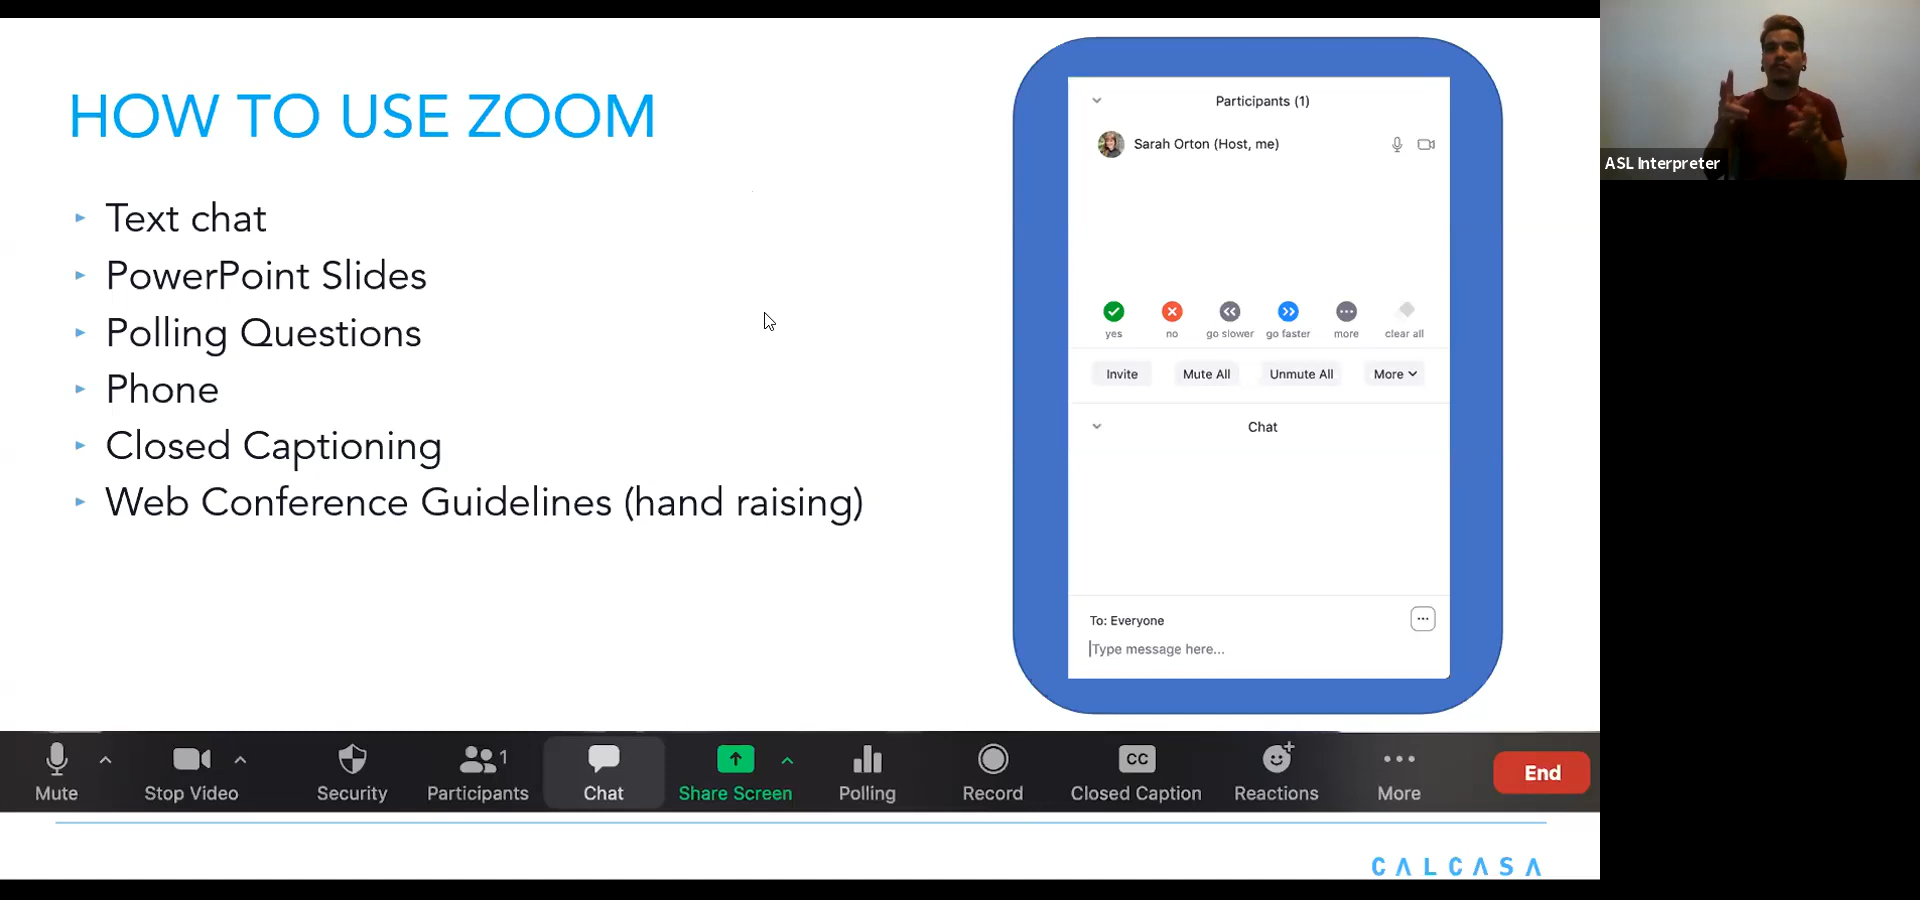 HOW TO USE ZOOM
Text chat
PowerPoint Slides
Polling Questions
Phone
Closed Captioning
Web Conference Guidelines (hand raising)
Participants (1)
Sarah Orton (Host, me)
yes no go slower go faster more clear all
Invite Mute All Unmute All More
Chat
To: Everyone
Type message here...
ASL Interpreter
1
CC
Mute Stop Video Security Participants Chat Share Screen Polling Record Closed Caption Reactions More End
CALCASA